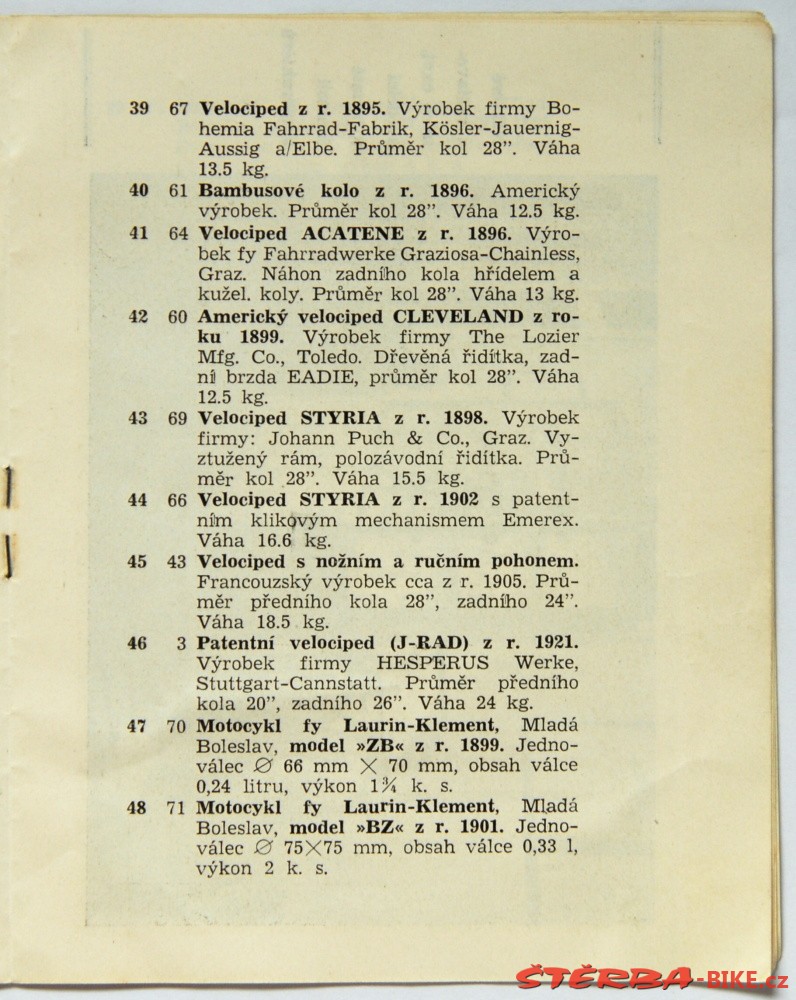 39 67 Velociped z r. 1895. Výrobek firmy Bo-
hemia Fahrrad-Fabrik, Kösler-Jauernig-
Aussig a/Elbe. Průměr kol 28”. Váha
13.5 kg.
40 61 Bambusové kolo z r. 1896. Americký
výrobek. Průměr kol 28”. Váha 12.5 kg.
41 64 Velociped ACATENE z r. 1896. Výro-
bek fy Fahrradwerke Graziosa-Chainless,
Graz. Náhon zadního kola hřídelem a
kužel. koly. Průměr kol 28”. Váha 13 kg.
42 60 Americký velociped CLEVELAND z ro-
ku 1899. Výrobek firmy The Lozier
Mfg. Co., Toledo. Dřevěná řidítka, zad-
ní brzda EADIE, průměr kol 28”. Váha
12.5 kg.
43 69 Velociped STYRIA z r. 1898. Výrobek
firmy: Johann Puch & Co., Graz. Vy-
ztužený rám, polozávodní řidítka. Prů-
měr kol 28”. Váha 15.5 kg.
44 66 Velociped STYRIA z r. 1902 s patent-
ním klikovým mechanismem Emerex.
Váha 16.6 kg.
45 43 Velociped s nožním a ručním pohonem.
Francouzský výrobek cca z r. 1905. Prů-
měr předního kola 28”, zadního 24”.
Váha 18.5 kg.
46 3 Patentní velociped (J-RAD) z r. 1921.
Výrobek firmy HESPERUS Werke,
Stuttgart-Cannstatt. Průměr předního
kola 20”, zadního 26”. Váha 24 kg.
47 70 Motocykl fy Laurin-Klement, Mladá
Boleslav, model »ZB« z r. 1899. Jedno-
válec ∅ 66 mm × 70 mm, obsah válce
0,24 litru, výkon 1¾ k. s.
48 71 Motocykl fy Laurin-Klement, Mladá
Boleslav, model »BZ« z r. 1901. Jedno-
válec ∅ 75×75 mm, obsah válce 0,33 l,
výkon 2 k. s.
ŠTĚRBA-BIKE.cz